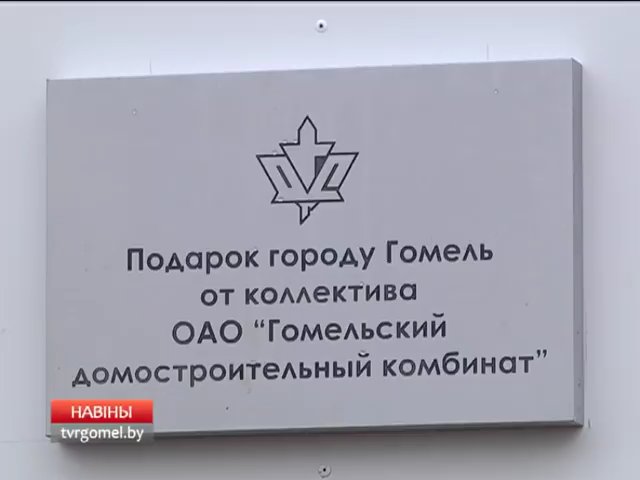 Подарок городу Гомель
от коллектива
ОАО “Гомельский
домостроительный комбинат”
НАВІНЫ
tvrgomel.by